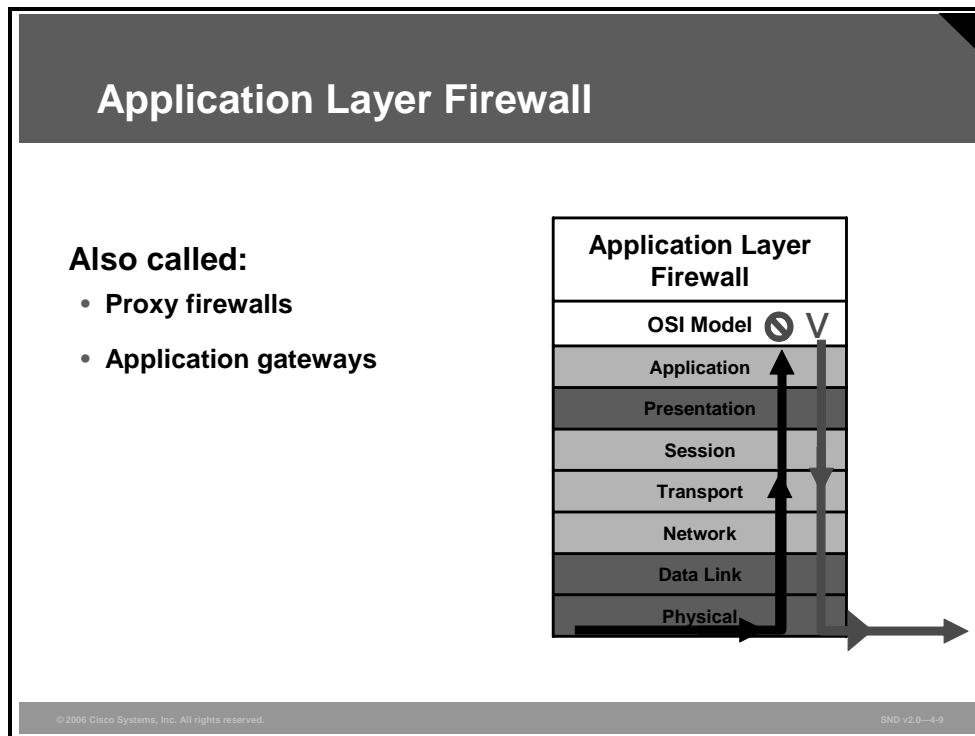 Application Layer Firewall
Also called:
• Proxy firewalls
• Application gateways
Application Layer
Firewall
OSI Model V
Application
Presentation
Session
Transport
Network
Data Link
Physical
© 2006 Cisco Systems, Inc. All rights reserved.
SND v2.0—4-9